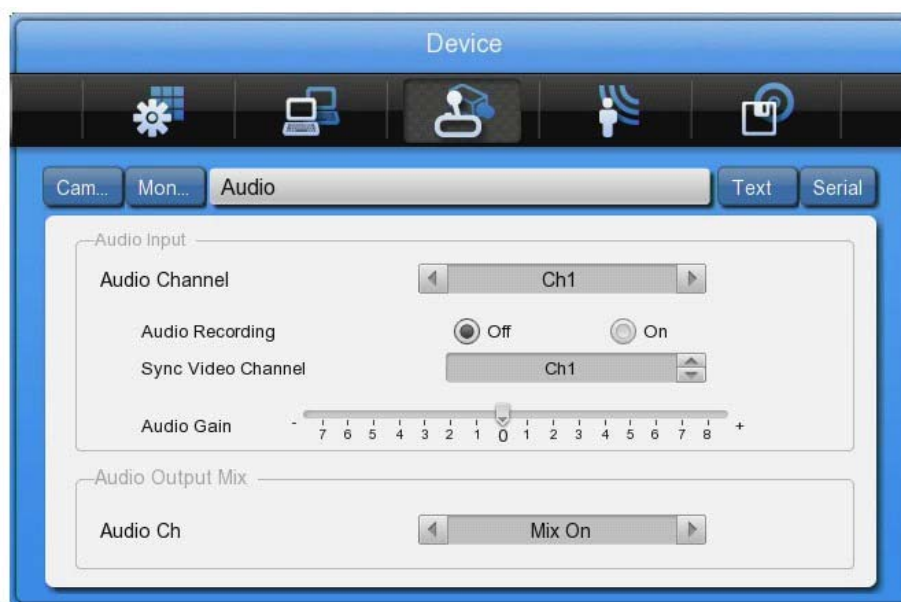 Device
Cam... Mon... Audio Text Serial
Audio Input
Audio Channel Ch1
Audio Recording Off On
Sync Video Channel Ch1
Audio Gain - 7 6 5 4 3 2 1 0 1 2 3 4 5 6 7 8 +
Audio Output Mix
Audio Ch Mix On